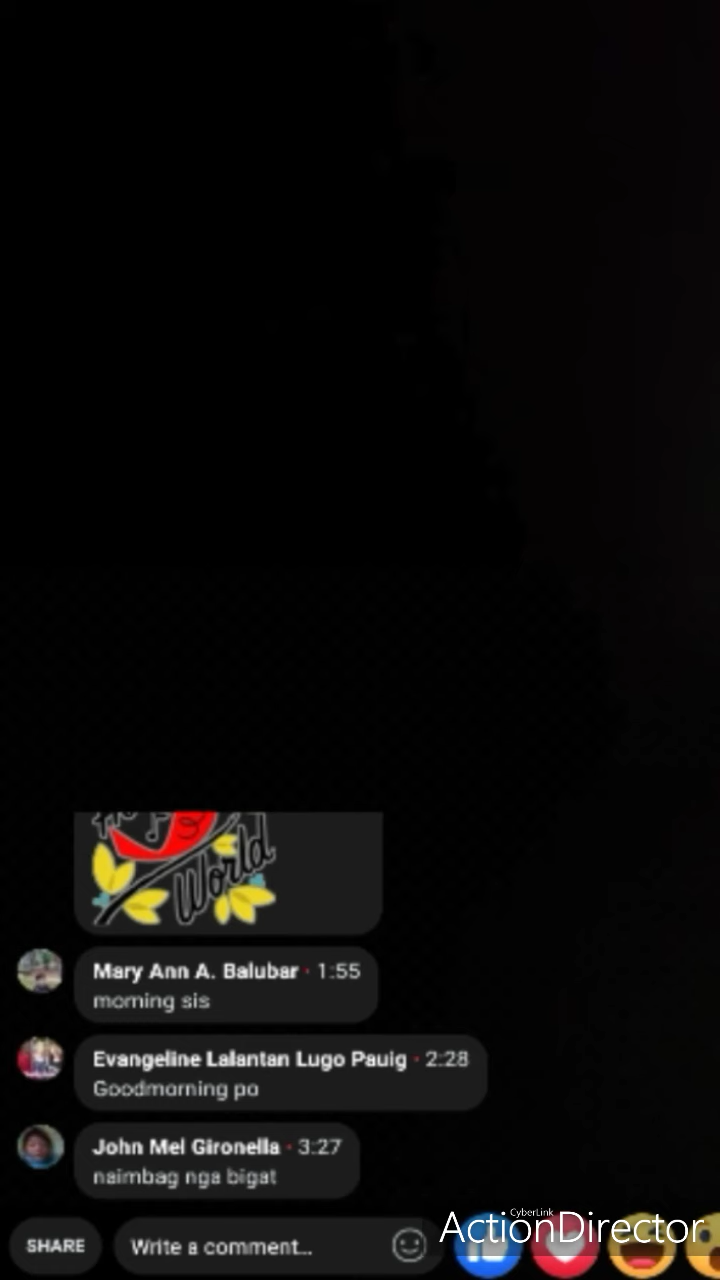 World
Mary Ann A. Balubar · 1:55
morning sis
Evangeline Lalantan Lugo Pauig · 2:28
Goodmorning po
John Mel Gironella · 3:27
naimbag nga bigat
SHARE
Write a comment...
CyberLink
ActionDirector